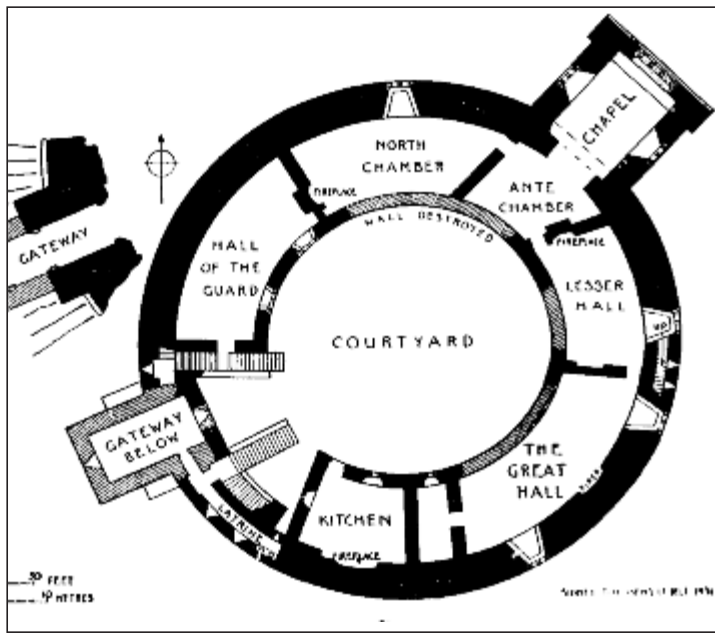 CHAPEL
NORTH
CHAMBER
ANTE
CHAMBER
FIREPLACE
HALL DESTROYED
FIREPLACE
GATEWAY
HALL
OF THE
GUARD
LESSER
HALL
COURTYARD
GATEWAY
BELOW
THE
GREAT
HALL
LATRINE
KITCHEN
FIREPLACE
FEET
METRES